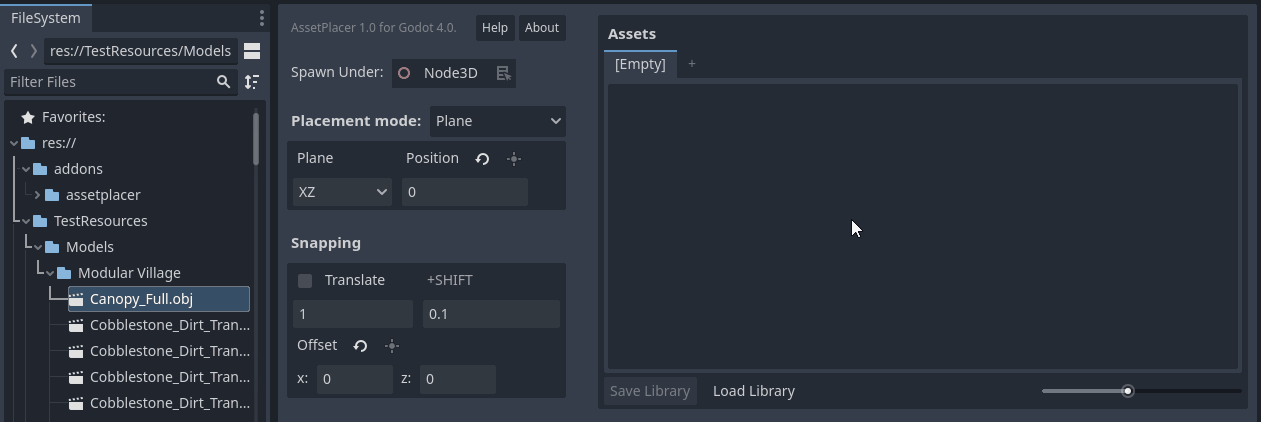 FileSystem
res://TestResources/Models
Filter Files
Favorites:
res://
addons
assetplacer
TestResources
Models
Modular Village
Canopy_Full.obj
Cobblestone_Dirt_Tran...
Cobblestone_Dirt_Tran...
Cobblestone_Dirt_Tran...
Cobblestone_Dirt_Tran...
AssetPlacer 1.0 for Godot 4.0. Help About
Spawn Under: Node3D
Placement mode: Plane
Plane Position
XZ 0
Snapping
Translate +SHIFT
1 0.1
Offset
x: 0 z: 0
Assets
[Empty] +
Save Library Load Library